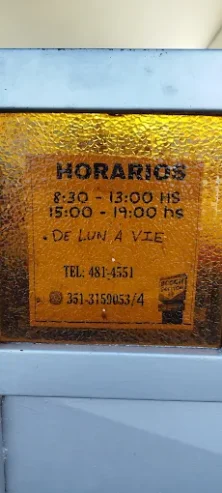 HORARIOS
8:30 - 13:00 HS
15:00 - 19:00 hs
• DE LUN A VIE
TEL: 481-4551
351-3159053/4